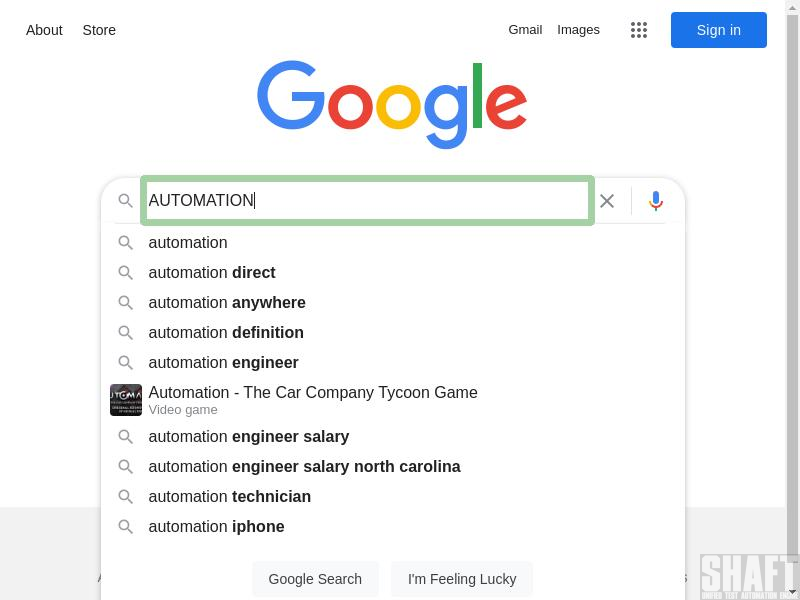 About Store Gmail Images Sign in
Google
AUTOMATION
automation
automation direct
automation anywhere
automation definition
automation engineer
Automation - The Car Company Tycoon Game
Video game
automation engineer salary
automation engineer salary north carolina
automation technician
automation iphone
Google Search I'm Feeling Lucky
SHAFT